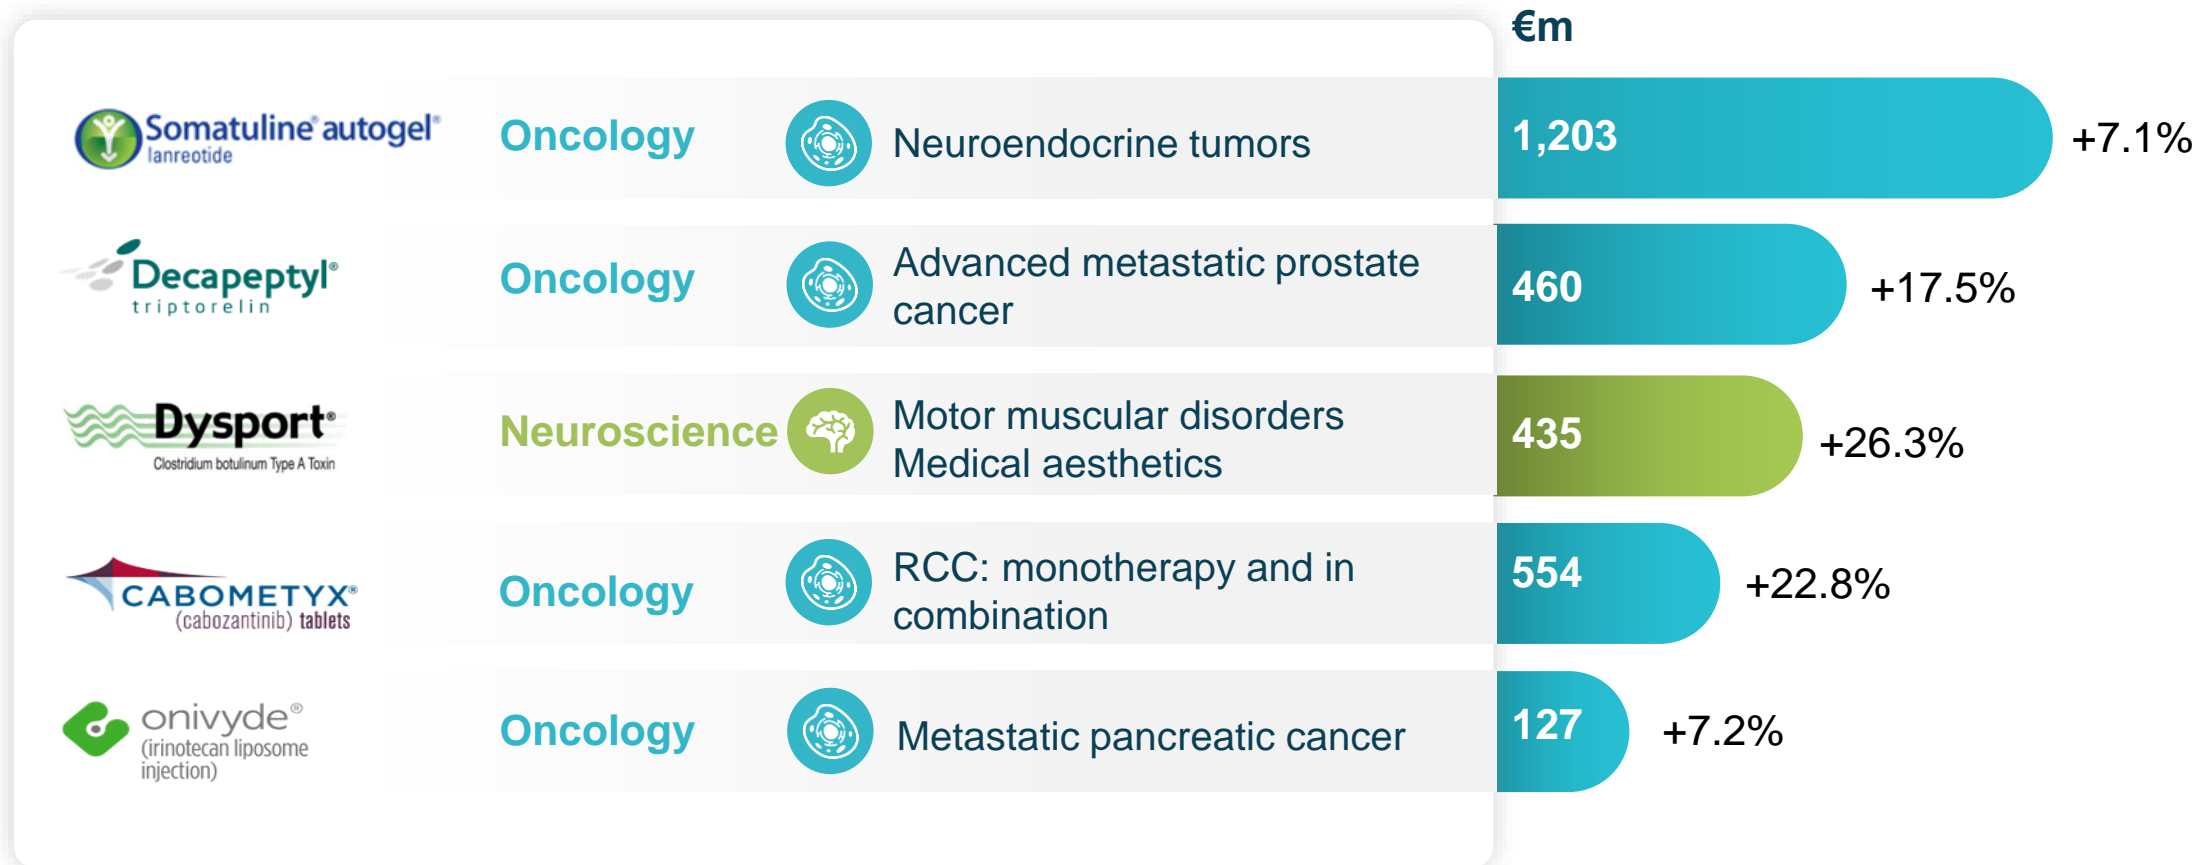 €m
Somatuline® autogel®
lanreotide
Oncology
Neuroendocrine tumors
1,203
+7.1%
Decapeptyl®
triptorelin
Oncology
Advanced metastatic prostate
cancer
460
+17.5%
Dysport®
Clostridium botulinum Type A Toxin
Neuroscience
Motor muscular disorders
Medical aesthetics
435
+26.3%
CABOMETYX®
(cabozantinib) tablets
Oncology
RCC: monotherapy and in
combination
554
+22.8%
onivyde®
(irinotecan liposome
injection)
Oncology
Metastatic pancreatic cancer
127
+7.2%